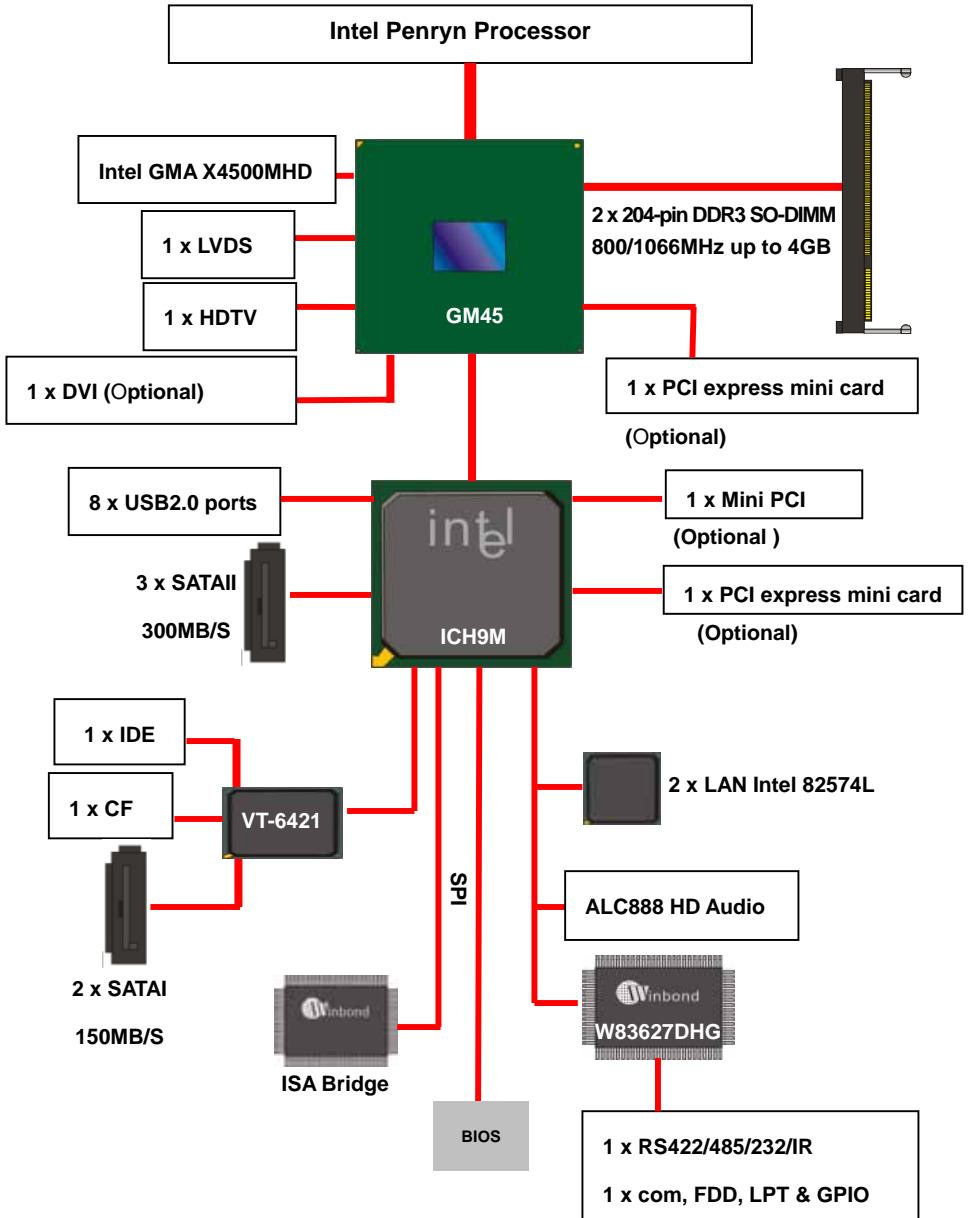 Intel Penryn Processor
Intel GMA X4500MHD
2 x 204-pin DDR3 SO-DIMM
800/1066MHz up to 4GB
1 x LVDS
1 x HDTV
GM45
1 x DVI (Optional)
1 x PCI express mini card
(Optional)
8 x USB2.0 ports
intel
1 x Mini PCI
(Optional )
3 x SATAII
300MB/S
ICH9M
1 x PCI express mini card
(Optional)
1 x IDE
1 x CF
VT-6421
2 x LAN Intel 82574L
SPI
ALC888 HD Audio
2 x SATAI
150MB/S
Winbond
ISA Bridge
Winbond
W83627DHG
BIOS
1 x RS422/485/232/IR
1 x com, FDD, LPT & GPIO